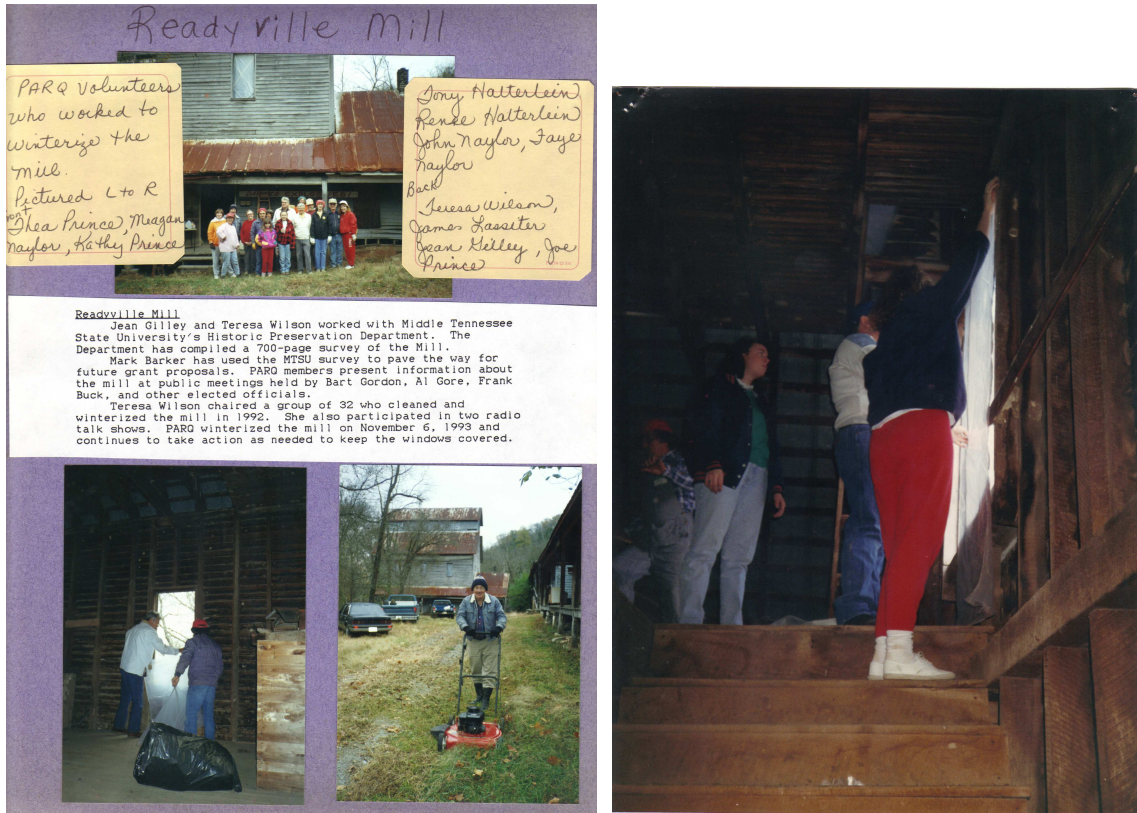 Readyville Mill
PARQ Volunteers
who worked to
winterize the
mill.
Pictured L to R
Front
Thea Prince, Meagan
Naylor, Kathy Prince
Tony Halterlein
Renee Halterlein
John Naylor, Faye
Naylor
Back
Teresa Wilson,
James Lassiter
Jean Gilley, Joe
Prince
Readyville Mill
Jean Gilley and Teresa Wilson worked with Middle Tennessee
State University's Historic Preservation Department. The
Department has compiled a 700-page survey of the Mill.
Mark Barker has used the MTSU survey to pave the way for
future grant proposals. PARQ members present information about
the mill at public meetings held by Bart Gordon, Al Gore, Frank
Buck, and other elected officials.
Teresa Wilson chaired a group of 32 who cleaned and
winterized the mill in 1992. She also participated in two radio
talk shows. PARQ winterized the mill on November 6, 1993 and
continues to take action as needed to keep the windows covered.